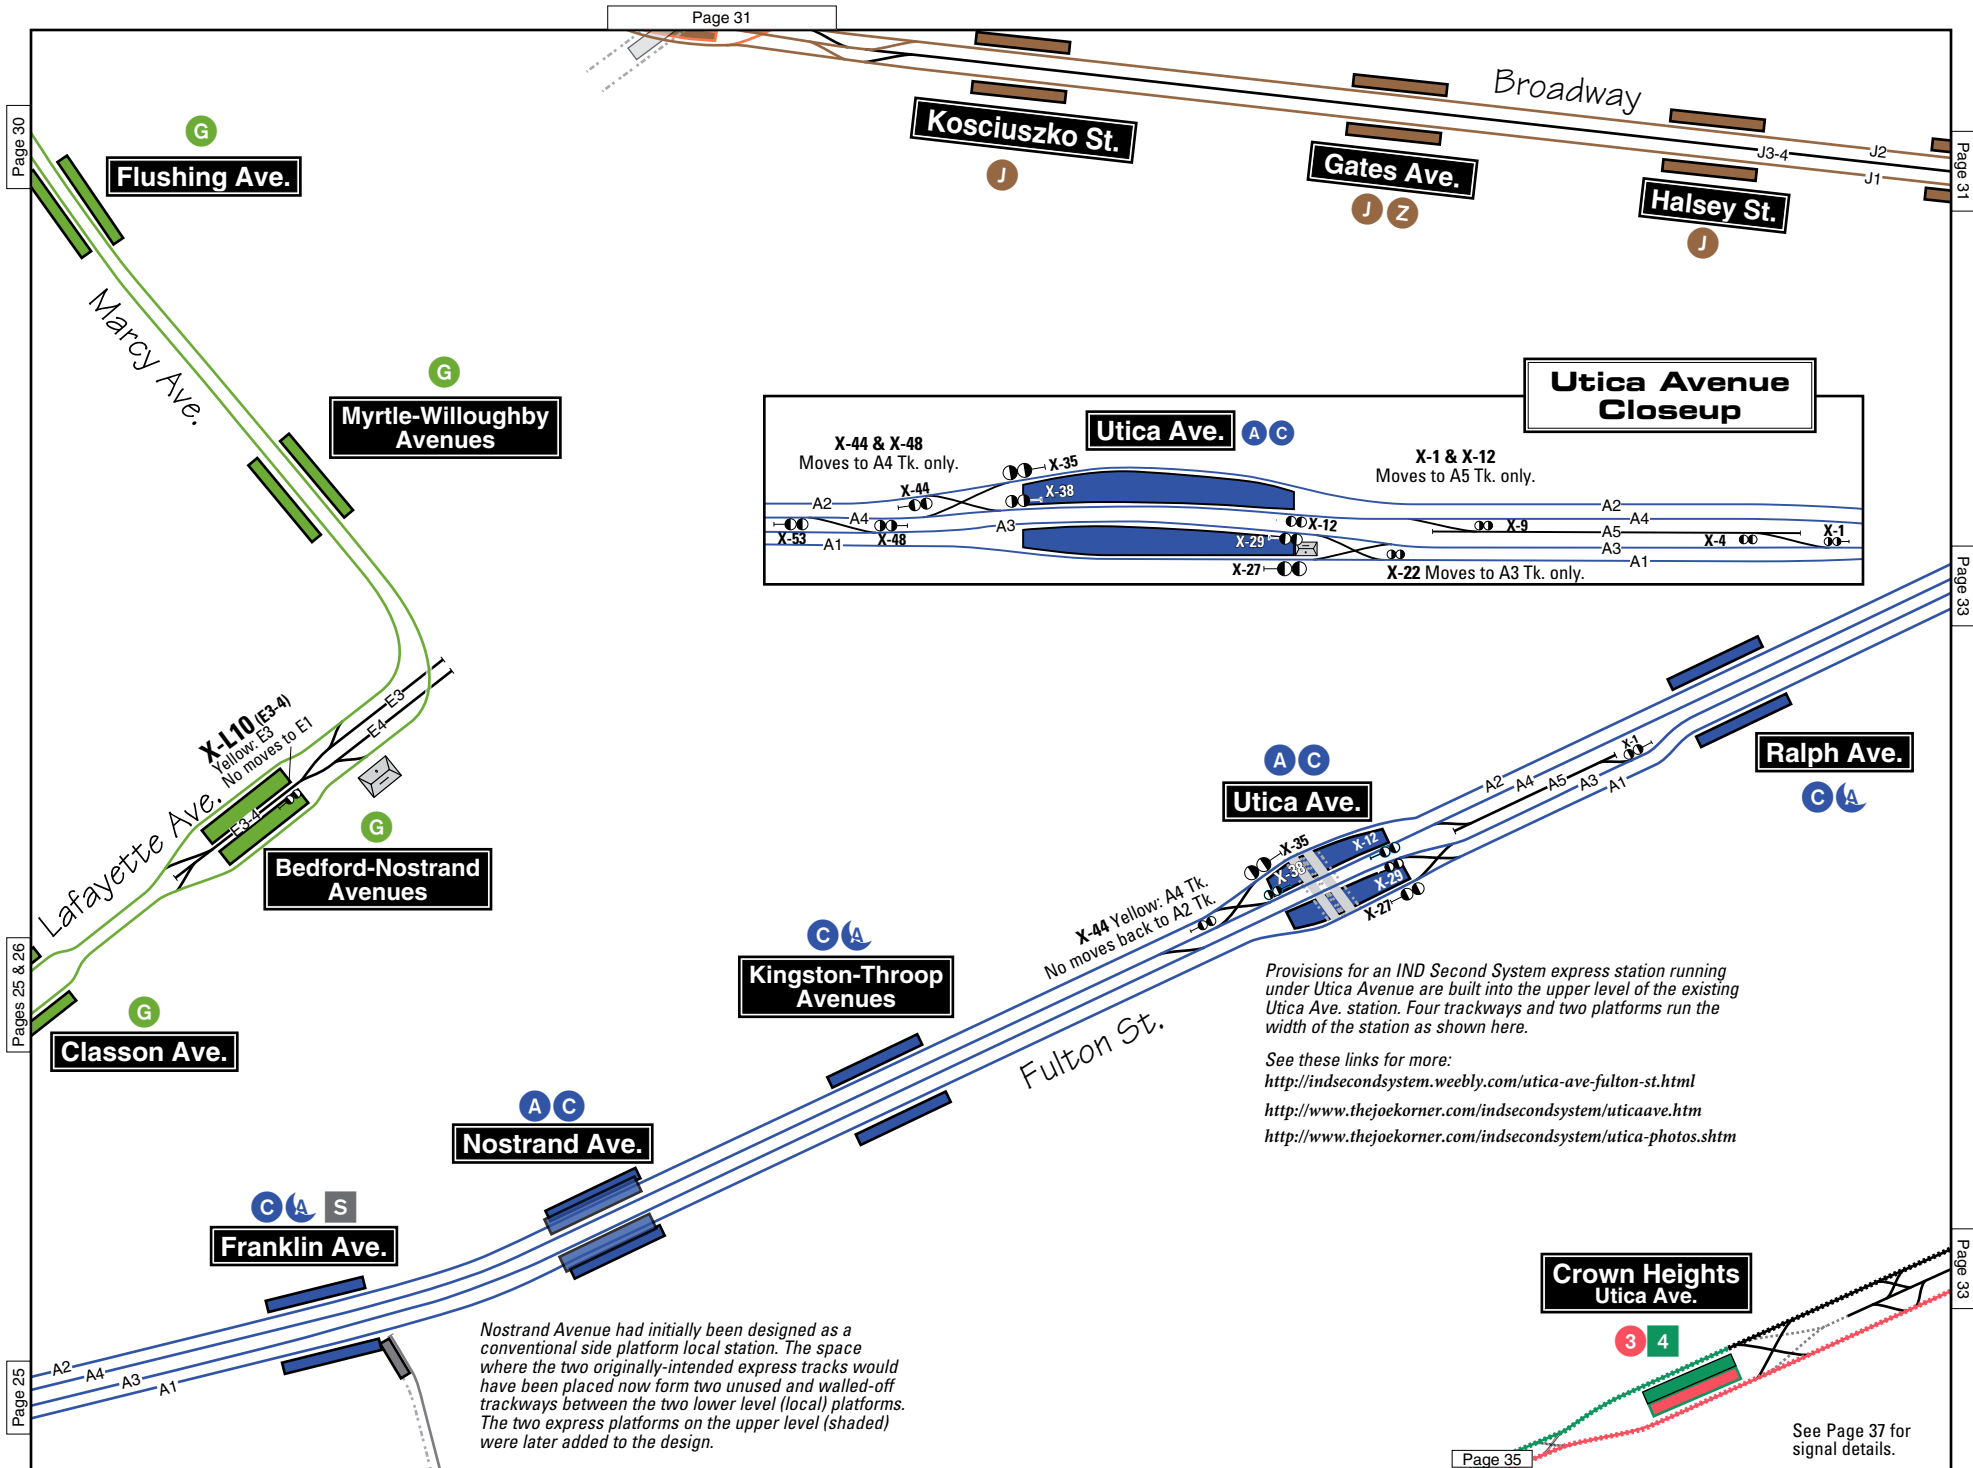 Page 31
Page 30
G
Flushing Ave.
Kosciuszko St.
J
Broadway
Gates Ave.
J Z
Halsey St.
J
J3-4
J2
J1
Page 31
Marcy Ave.
G
Myrtle-Willoughby
Avenues
Utica Avenue
Closeup
Utica Ave.
A C
X-44 & X-48
Moves to A4 Tk. only.
X-35
X-44
X-38
X-1 & X-12
Moves to A5 Tk. only.
A2
A4
A3
A1
X-53
X-48
X-12
X-29
X-27
X-9
A2
A4
A5
A3
A1
X-4
X-1
X-22 Moves to A3 Tk. only.
Page 33
X-L10 (E3-4)
Yellow: E3
No moves to E1
E3
E4
E3-4
Lafayette Ave.
G
Bedford-Nostrand
Avenues
Pages 25 & 26
G
Classon Ave.
Ralph Ave.
C A
A C
Utica Ave.
A2
A4
A5
A3
A1
X-1
X-35
X-38
X-12
X-29
X-27
X-44 Yellow: A4 Tk.
No moves back to A2 Tk.
C A
Kingston-Throop
Avenues
Fulton St.
Provisions for an IND Second System express station running
under Utica Avenue are built into the upper level of the existing
Utica Ave. station. Four trackways and two platforms run the
width of the station as shown here.
See these links for more:
http://indsecondsystem.weebly.com/utica-ave-fulton-st.html
http://www.thejoekorner.com/indsecondsystem/uticaave.htm
http://www.thejoekorner.com/indsecondsystem/utica-photos.shtm
A C
Nostrand Ave.
C A S
Franklin Ave.
A2
A4
A3
A1
Page 25
Nostrand Avenue had initially been designed as a
conventional side platform local station. The space
where the two originally-intended express tracks would
have been placed now form two unused and walled-off
trackways between the two lower level (local) platforms.
The two express platforms on the upper level (shaded)
were later added to the design.
Crown Heights
Utica Ave.
3 4
Page 33
Page 35
See Page 37 for
signal details.